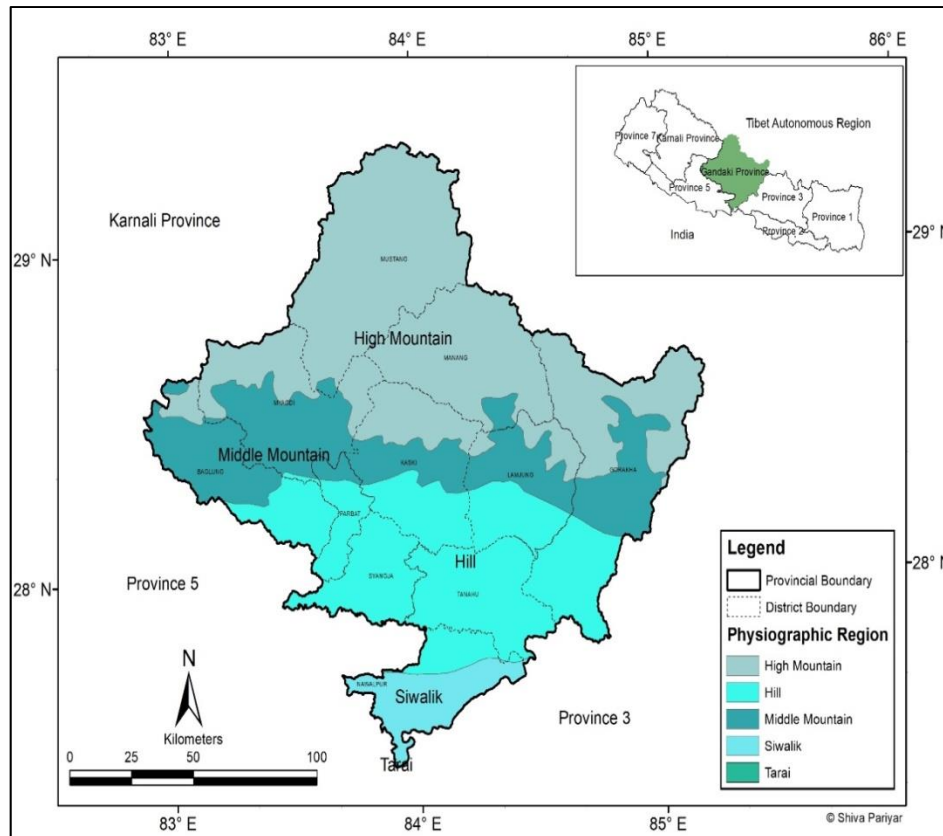 83° E
84° E
85° E
86° E
Tibet Autonomous Region
Province 7
Karnali Province
Gandaki Province
Province 5
Province 3
Province 1
Province 2
India
Karnali Province
29° N
29° N
MUSTANG
High Mountain
MANANG
MYAGDI
Middle Mountain
BAGLUNG
KASKI
LAMJUNG
GORAKHA
PARBAT
Hill
SYANGJA
TANAHU
28° N
28° N
Province 5
NAWALPUR
Siwalik
Province 3
Tarai
N
Kilometers
0 25 50 100
Legend
Provincial Boundary
District Boundary
Physiographic Region
High Mountain
Hill
Middle Mountain
Siwalik
Tarai
83° E
84° E
85° E
© Shiva Pariyar